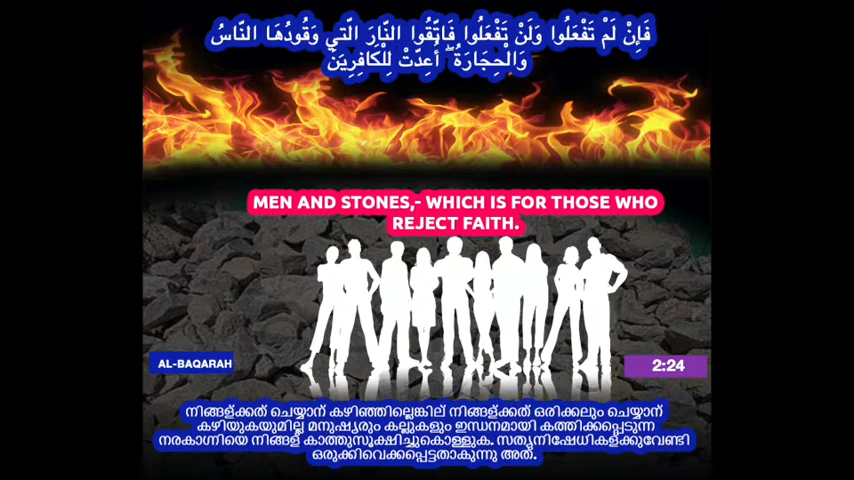 فَإِنْ لَمْ تَفْعَلُوا وَلَنْ تَفْعَلُوا فَاتَّقُوا النَّارَ الَّتِي وَقُودُهَا النَّاسُ
وَالْحِجَارَةُ ۖ أُعِدَّتْ لِلْكَافِرِينَ
MEN AND STONES,- WHICH IS FOR THOSE WHO
REJECT FAITH.
AL-BAQARAH
2:24
നിങ്ങള്ക്കത് ചെയ്യാന് കഴിഞ്ഞില്ലെങ്കില് നിങ്ങള്ക്കത് ഒരിക്കലും ചെയ്യാന്
കഴിയുകയുമില്ല മനുഷ്യരും കല്ലുകളും ഇന്ധനമായി കത്തിക്കപ്പെടുന്ന
നരകാഗ്നിയെ നിങ്ങള് കാത്തുസൂക്ഷിച്ചുകൊള്ളുക. സത്യനിഷേധികള്ക്കുവേണ്ടി
ഒരുക്കിവെക്കപ്പെട്ടതാകുന്നു അത്.